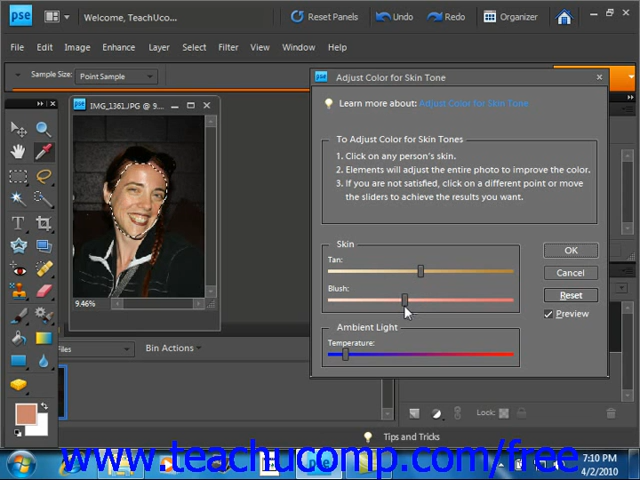 pse
Welcome, TeachUco...
Reset Panels
Undo
Redo
Organizer
File Edit Image Enhance Layer Select Filter View Window Help
Sample Size: Point Sample
pse
IMG_1361.JPG @ 9....
9.46%
pse
Adjust Color for Skin Tone
Learn more about: Adjust Color for Skin Tone
To Adjust Color for Skin Tones
1. Click on any person's skin.
2. Elements will adjust the entire photo to improve the color.
3. If you are not satisfied, click on a different point or move
the sliders to achieve the results you want.
Skin
Tan:
Blush:
Ambient Light
Temperature:
OK
Cancel
Reset
Preview
Files
Bin Actions
Lock:
Tips and Tricks
7:10 PM
4/2/2010
www.teachucomp.com/free